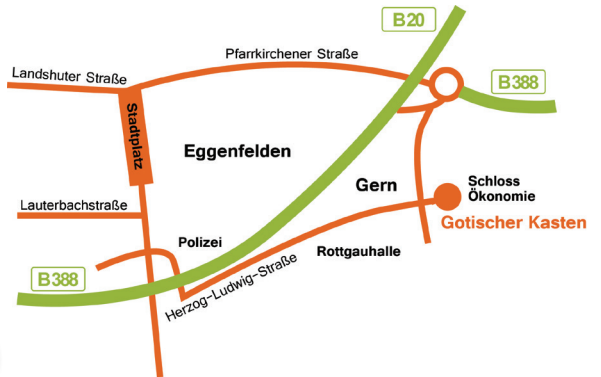 B20
Pfarrkirchener Straße
Landshuter Straße
B388
Stadtplatz
Eggenfelden
Gern
Schloss
Ökonomie
Lauterbachstraße
Gotischer Kasten
Polizei
Rottgauhalle
B388
Herzog-Ludwig-Straße